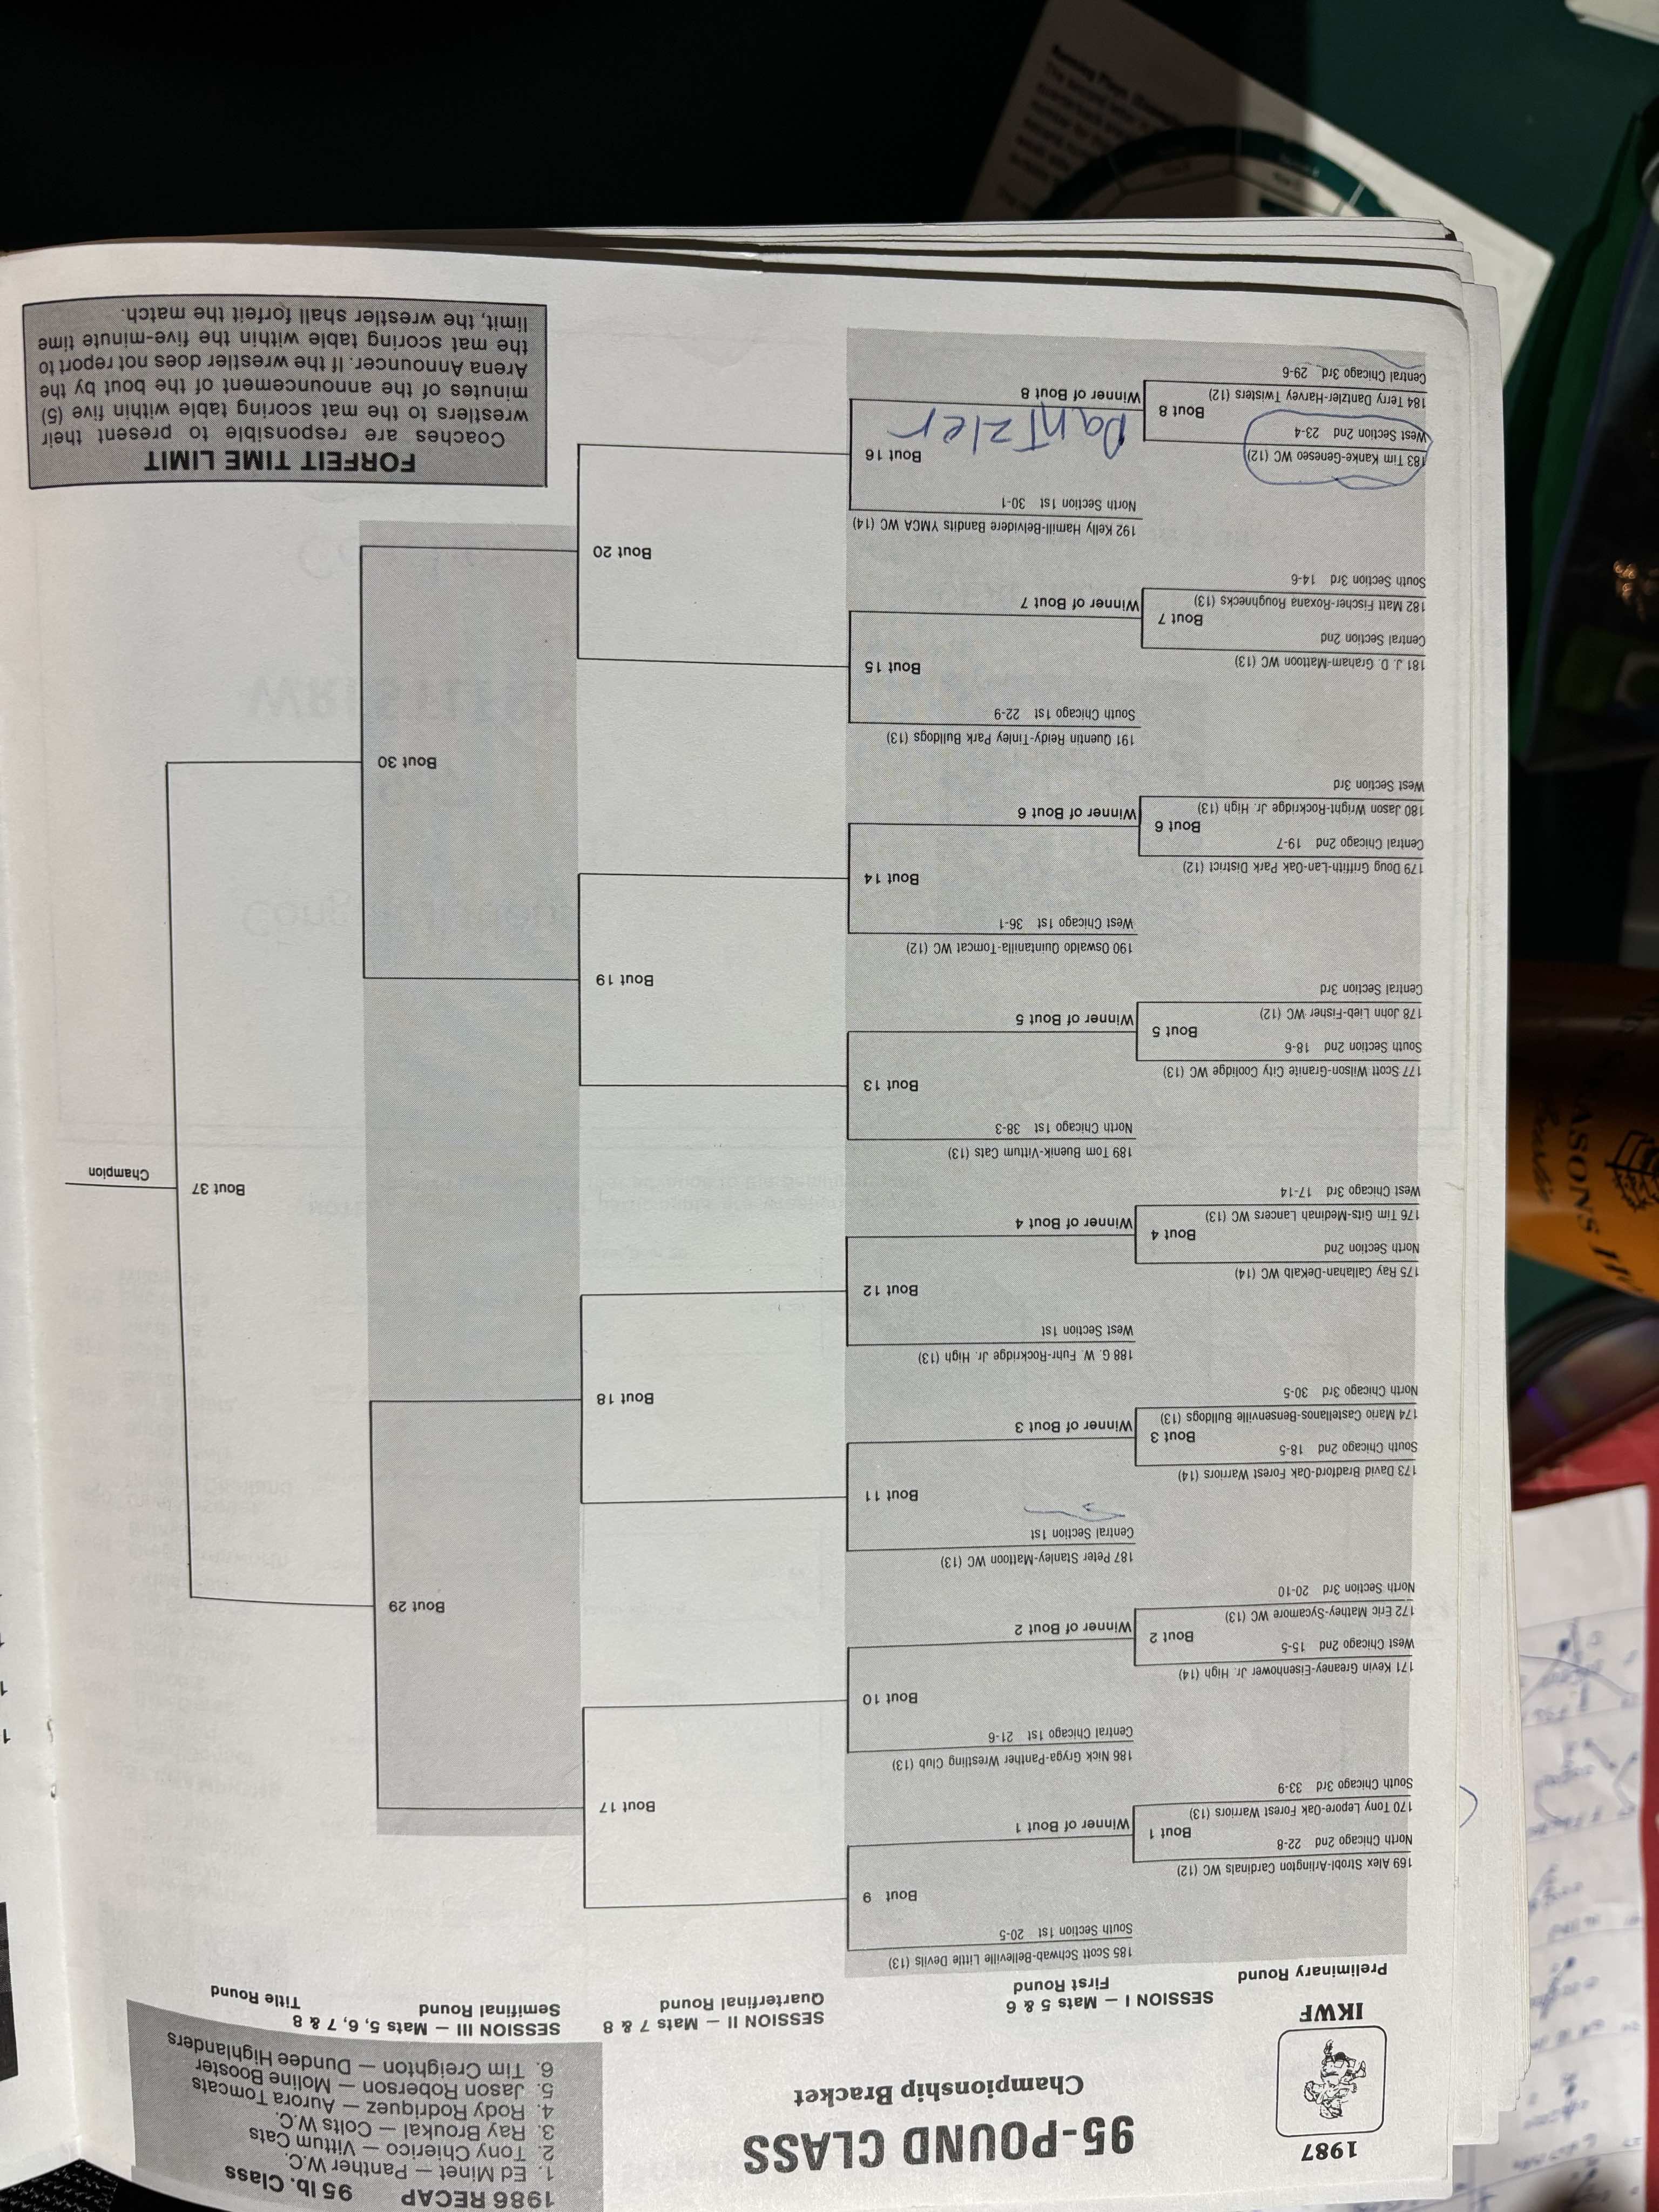 1987
IKWF
95-POUND CLASS
Championship Bracket
1986 RECAP 95 lb. Class
1. Ed Minet — Panther W.C.
2. Tony Chierico — Vittum Cats
3. Ray Broukal — Colts W.C.
4. Rody Rodriquez — Aurora Tomcats
5. Jason Roberson — Moline Booster
6. Tim Creighton — Dundee Highlanders
Preliminary Round
SESSION I — Mats 5 & 6
First Round
SESSION II — Mats 7 & 8
Quarterfinal Round
SESSION III — Mats 5, 6, 7 & 8
Semifinal Round
Title Round
185 Scott Schwab-Belleville Little Devils (13)
South Section 1st 20-5
Bout 9
169 Alex Strobl-Arlington Cardinals WC (12)
North Chicago 2nd 22-8
Bout 1
Winner of Bout 1
170 Tony Lepore-Oak Forest Warriors (13)
South Chicago 3rd 33-9
Bout 17
186 Nick Gryga-Panther Wrestling Club (13)
Central Chicago 1st 21-6
Bout 10
171 Kevin Greaney-Eisenhower Jr. High (14)
West Chicago 2nd 15-5
Bout 2
Winner of Bout 2
172 Eric Mathey-Sycamore WC (13)
North Section 3rd 20-10
Bout 29
187 Peter Stanley-Mattoon WC (13)
Central Section 1st
Bout 11
173 David Bradford-Oak Forest Warriors (14)
South Chicago 2nd 18-5
Bout 3
Winner of Bout 3
174 Mario Castellanos-Bensenville Bulldogs (13)
North Chicago 3rd 30-5
Bout 18
188 G. W. Fuhr-Rockridge Jr. High (13)
West Section 1st
Bout 12
175 Ray Callahan-DeKalb WC (14)
North Section 2nd
Bout 4
Winner of Bout 4
176 Tim Gits-Medinah Lancers WC (13)
West Chicago 3rd 17-14
Bout 37
Champion
189 Tom Buenik-Vittum Cats (13)
North Chicago 1st 38-3
Bout 13
177 Scott Wilson-Granite City Coolidge WC (13)
South Section 2nd 18-6
Bout 5
Winner of Bout 5
178 John Lieb-Fisher WC (12)
Central Section 3rd
Bout 19
190 Oswaldo Quintanilla-Tomcat WC (12)
West Chicago 1st 36-1
Bout 14
179 Doug Griffith-Lan-Oak Park District (12)
Central Chicago 2nd 19-7
Bout 6
Winner of Bout 6
180 Jason Wright-Rockridge Jr. High (13)
West Section 3rd
Bout 30
191 Quentin Reidy-Tinley Park Bulldogs (13)
South Chicago 1st 22-9
Bout 15
181 J. D. Graham-Mattoon WC (13)
Central Section 2nd
Bout 7
Winner of Bout 7
182 Matt Fischer-Roxana Roughnecks (13)
South Section 3rd 14-6
Bout 20
192 Kelly Hamill-Belvidere Bandits YMCA WC (14)
North Section 1st 30-1
Bout 16
183 Tim Kanke-Geneseo WC (12)
West Section 2nd 23-4
Dantzler
Bout 8
Winner of Bout 8
184 Terry Dantzler-Harvey Twisters (12)
Central Chicago 3rd 29-6
FORFEIT TIME LIMIT
Coaches are responsible to present their
wrestlers to the mat scoring table within five (5)
minutes of the announcement of the bout by the
Arena Announcer. If the wrestler does not report to
the mat scoring table within the five-minute time
limit, the wrestler shall forfeit the match.